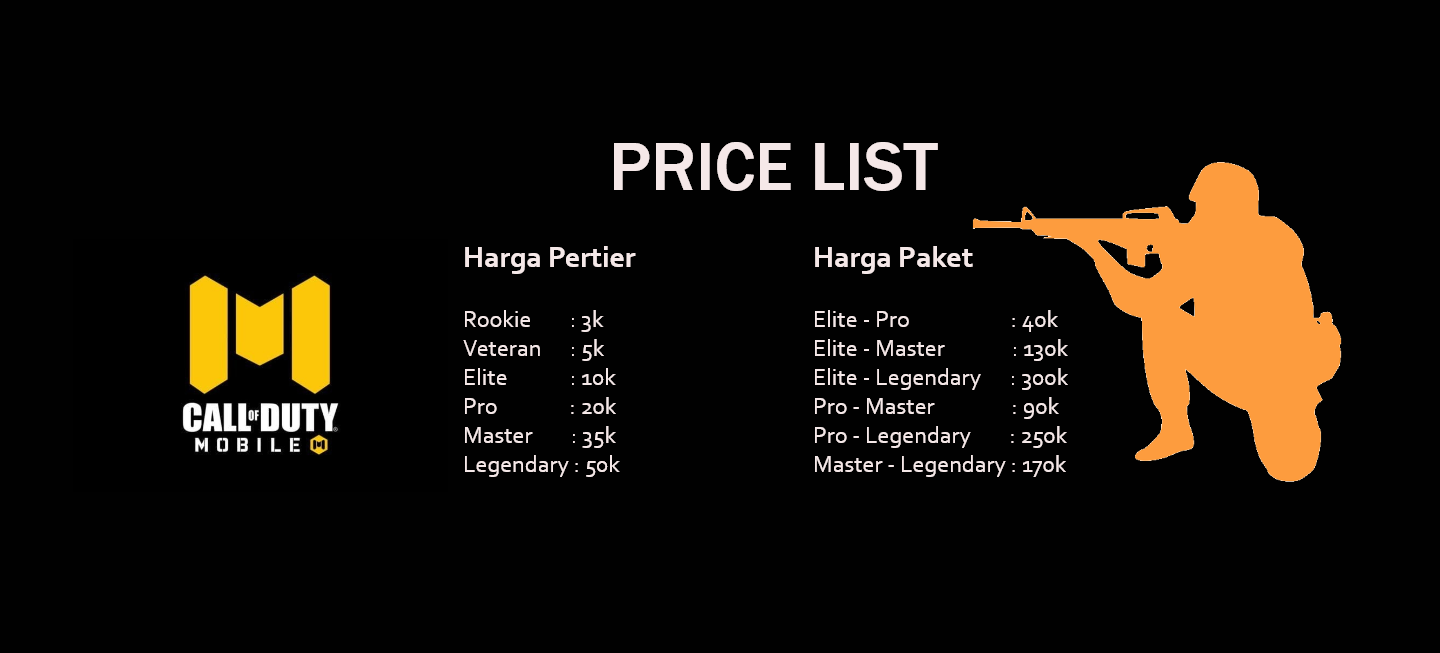 PRICE LIST
CALL OF DUTY
MOBILE
Harga Pertier
Rookie : 3k
Veteran : 5k
Elite : 10k
Pro : 20k
Master : 35k
Legendary : 50k
Harga Paket
Elite - Pro : 40k
Elite - Master : 130k
Elite - Legendary : 300k
Pro - Master : 90k
Pro - Legendary : 250k
Master - Legendary : 170k